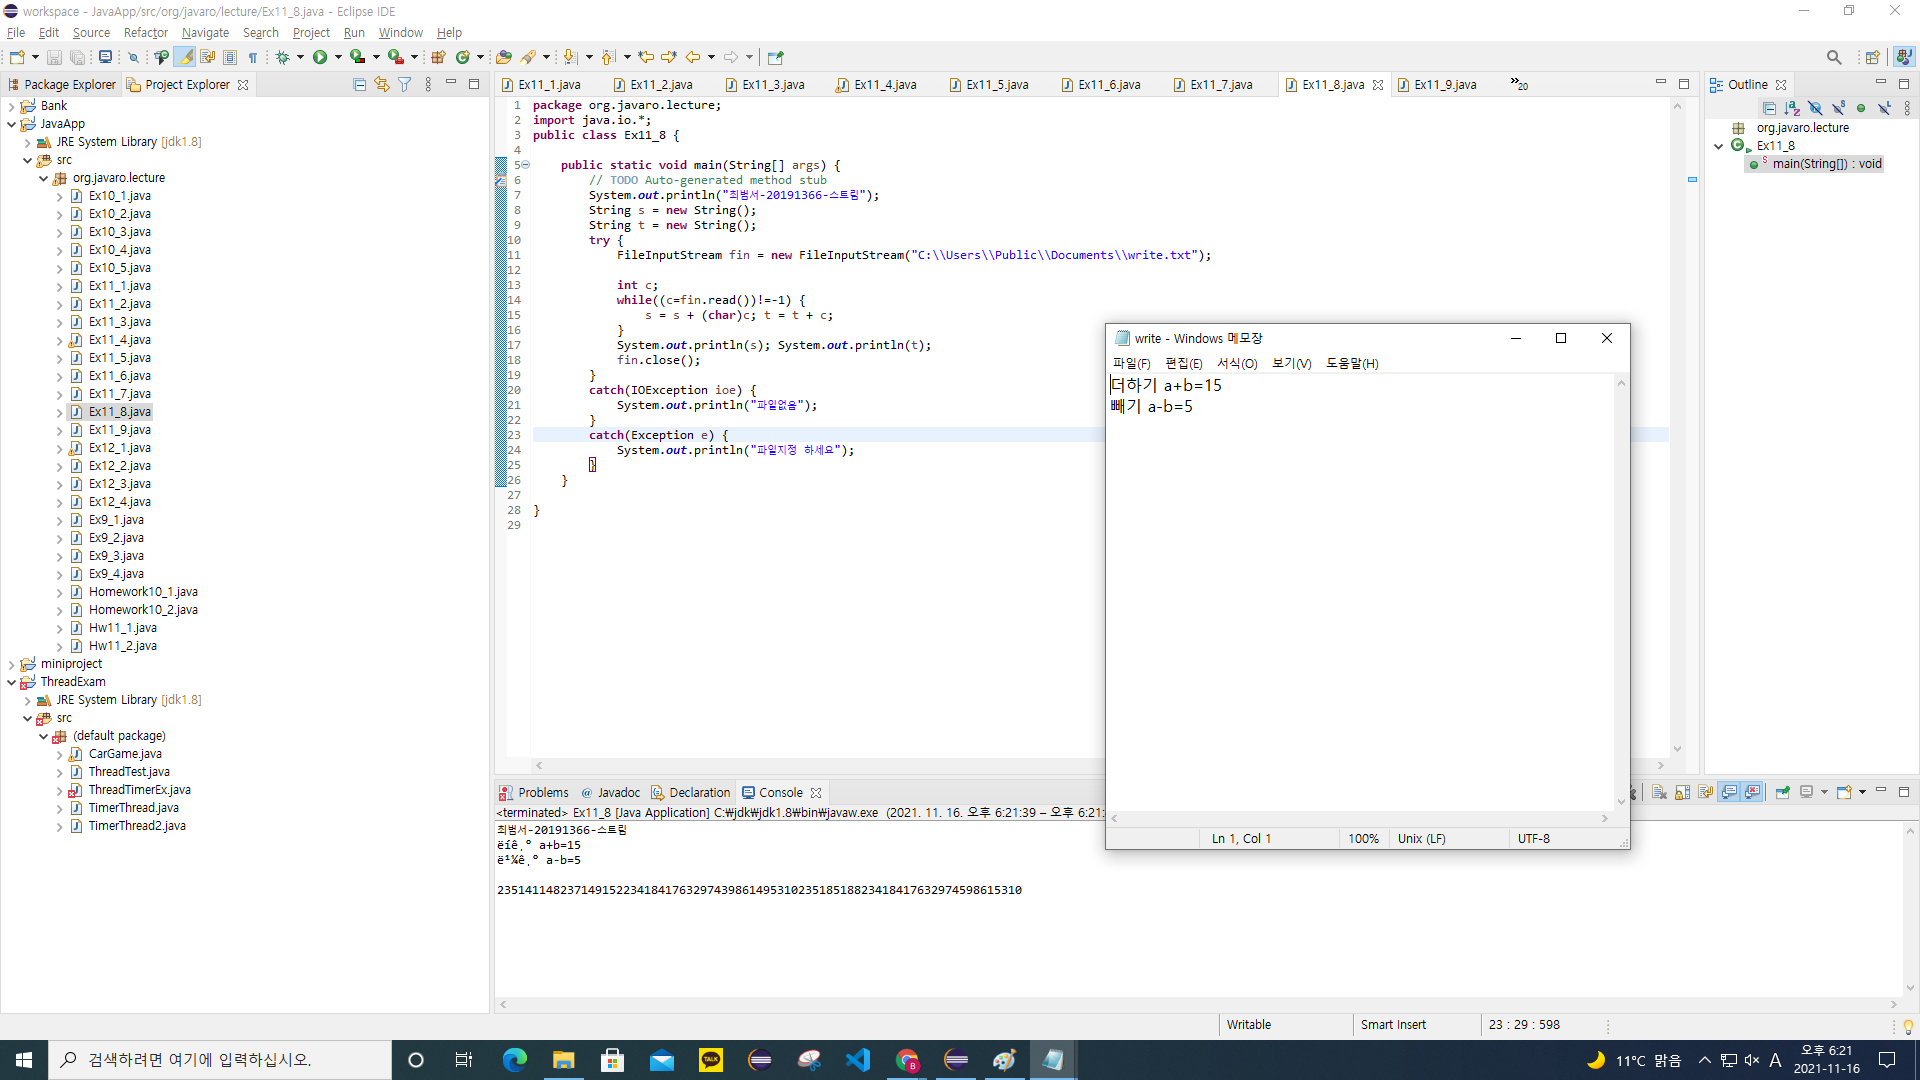 workspace - JavaApp/src/org/javaro/lecture/Ex11_8.java - Eclipse IDE
File Edit Source Refactor Navigate Search Project Run Window Help
Package Explorer
Project Explorer
Bank
JavaApp
JRE System Library [jdk1.8]
src
org.javaro.lecture
Ex10_1.java
Ex10_2.java
Ex10_3.java
Ex10_4.java
Ex10_5.java
Ex11_1.java
Ex11_2.java
Ex11_3.java
Ex11_4.java
Ex11_5.java
Ex11_6.java
Ex11_7.java
Ex11_8.java
Ex11_9.java
Ex12_1.java
Ex12_2.java
Ex12_3.java
Ex12_4.java
Ex9_1.java
Ex9_2.java
Ex9_3.java
Ex9_4.java
Homework10_1.java
Homework10_2.java
Hw11_1.java
Hw11_2.java
miniproject
ThreadExam
JRE System Library [jdk1.8]
src
(default package)
CarGame.java
ThreadTest.java
ThreadTimerEx.java
TimerThread.java
TimerThread2.java
Ex11_1.java Ex11_2.java Ex11_3.java Ex11_4.java Ex11_5.java Ex11_6.java Ex11_7.java Ex11_8.java Ex11_9.java »20
1 package org.javaro.lecture;
2 import java.io.*;
3 public class Ex11_8 {
4
5 public static void main(String[] args) {
6 // TODO Auto-generated method stub
7 System.out.println("최범서-20191366-스트림");
8 String s = new String();
9 String t = new String();
10 try {
11 FileInputStream fin = new FileInputStream("C:\\Users\\Public\\Documents\\write.txt");
12
13 int c;
14 while((c=fin.read())!=-1) {
15 s = s + (char)c; t = t + c;
16 }
17 System.out.println(s); System.out.println(t);
18 fin.close();
19 }
20 catch(IOException ioe) {
21 System.out.println("파일없음");
22 }
23 catch(Exception e) {
24 System.out.println("파일지정 하세요");
25 }
26 }
27
28 }
29
write - Windows 메모장
파일(F) 편집(E) 서식(O) 보기(V) 도움말(H)
더하기 a+b=15
빼기 a-b=5
Ln 1, Col 1 100% Unix (LF) UTF-8
Outline
org.javaro.lecture
Ex11_8
main(String[]) : void
Problems @ Javadoc Declaration Console
<terminated> Ex11_8 [Java Application] C:₩jdk₩jdk1.8₩bin₩javaw.exe (2021. 11. 16. 오후 6:21:39 – 오후 6:21:
최범서-20191366-스트림
ëíê¸° a+b=15
ë¹¼ê¸° a-b=5
235141148237149152234184176329743986149531023518518823418417632974598615310
Writable Smart Insert 23 : 29 : 598
검색하려면 여기에 입력하십시오.
TALK
B
11°C 맑음
A
오후 6:21
2021-11-16